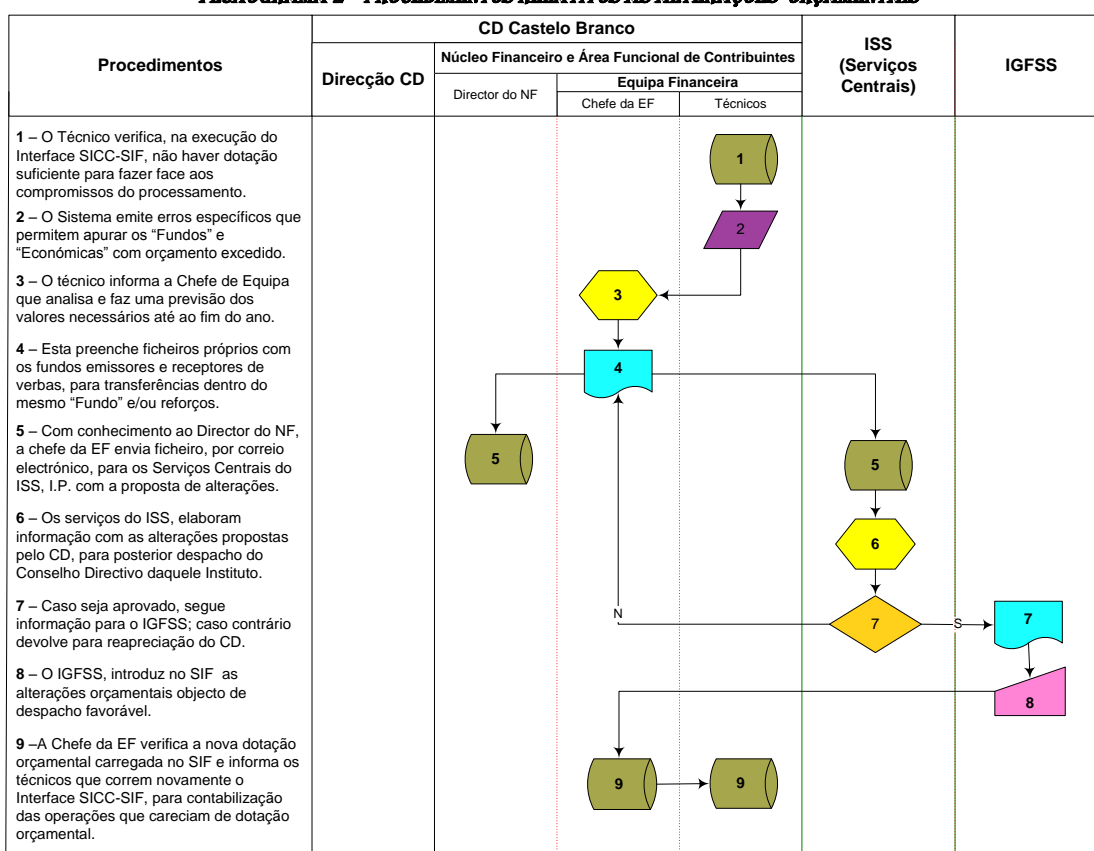 CD Castelo Branco
Procedimentos
Direcção CD
Núcleo Financeiro e Área Funcional de Contribuintes
Director do NF
Equipa Financeira
Chefe da EF
Técnicos
ISS
(Serviços
Centrais)
IGFSS
1 – O Técnico verifica, na execução do
Interface SICC-SIF, não haver dotação
suficiente para fazer face aos
compromissos do processamento.
2 – O Sistema emite erros específicos que
permitem apurar os “Fundos” e
“Económicas” com orçamento excedido.
3 – O técnico informa a Chefe de Equipa
que analisa e faz uma previsão dos
valores necessários até ao fim do ano.
4 – Esta preenche ficheiros próprios com
os fundos emissores e receptores de
verbas, para transferências dentro do
mesmo “Fundo” e/ou reforços.
5 – Com conhecimento ao Director do NF,
a chefe da EF envia ficheiro, por correio
electrónico, para os Serviços Centrais do
ISS, I.P. com a proposta de alterações.
6 – Os serviços do ISS, elaboram
informação com as alterações propostas
pelo CD, para posterior despacho do
Conselho Directivo daquele Instituto.
7 – Caso seja aprovado, segue
informação para o IGFSS; caso contrário
devolve para reapreciação do CD.
8 – O IGFSS, introduz no SIF as
alterações orçamentais objecto de
despacho favorável.
9 –A Chefe da EF verifica a nova dotação
orçamental carregada no SIF e informa os
técnicos que correm novamente o
Interface SICC-SIF, para contabilização
das operações que careciam de dotação
orçamental.
1
2
3
4
5
5
6
N
7
S
7
8
9
9